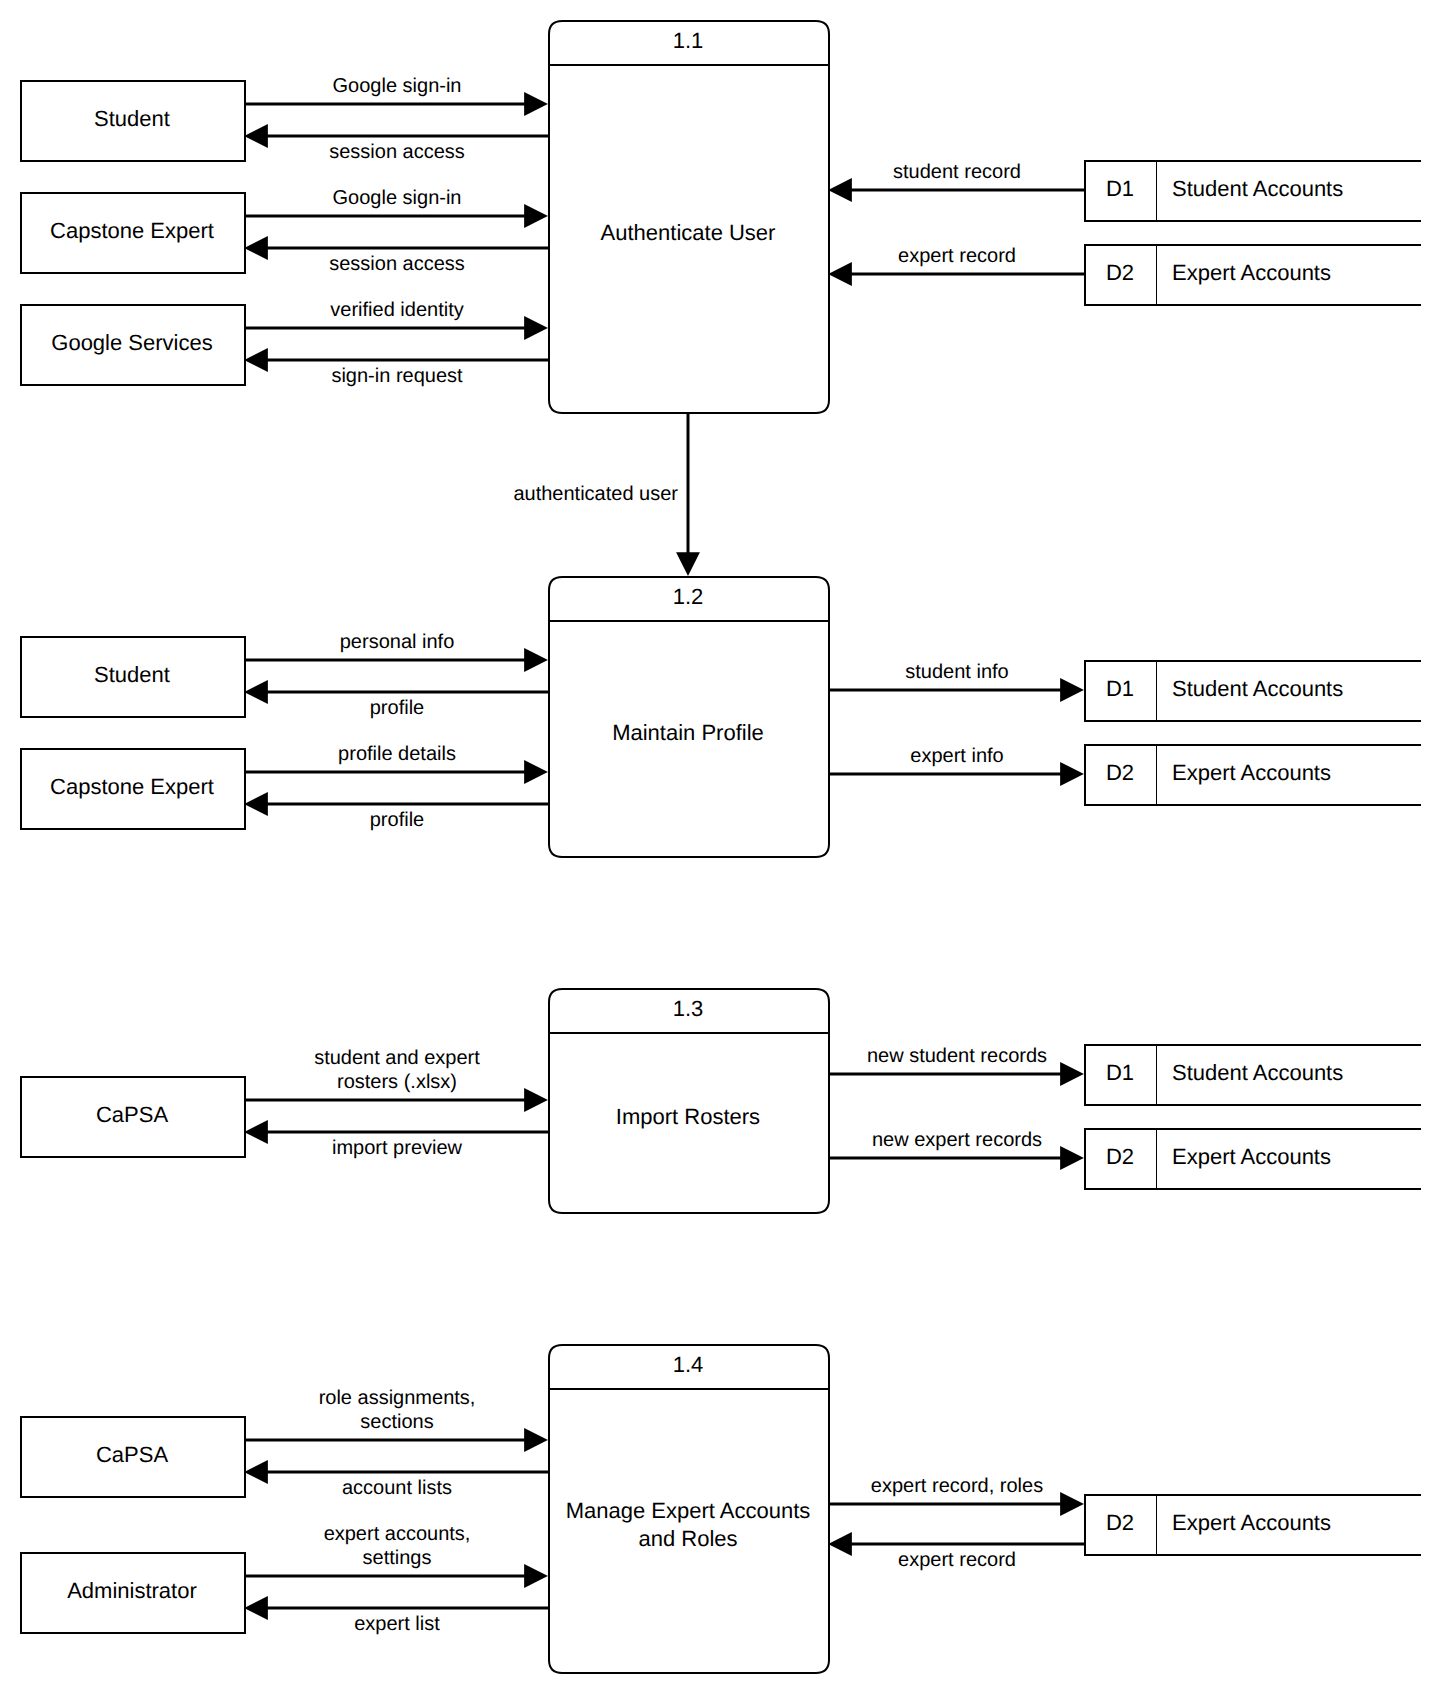 1.1
Student
Google sign-in
session access
Capstone Expert
Google sign-in
session access
Google Services
verified identity
sign-in request
Authenticate User
student record
D1 Student Accounts
expert record
D2 Expert Accounts
authenticated user
1.2
Student
personal info
profile
Capstone Expert
profile details
profile
Maintain Profile
student info
D1 Student Accounts
expert info
D2 Expert Accounts
1.3
CaPSA
student and expert
rosters (.xlsx)
import preview
Import Rosters
new student records
D1 Student Accounts
new expert records
D2 Expert Accounts
1.4
CaPSA
role assignments,
sections
account lists
Administrator
expert accounts,
settings
expert list
Manage Expert Accounts
and Roles
expert record, roles
D2 Expert Accounts
expert record